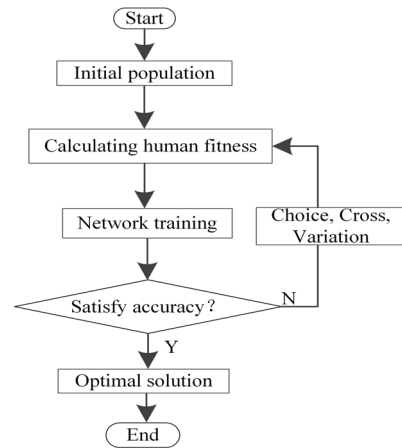 Start
Initial population
Calculating human fitness
Choice, Cross,
Variation
Network training
Satisfy accuracy?
N
Y
Optimal solution
End